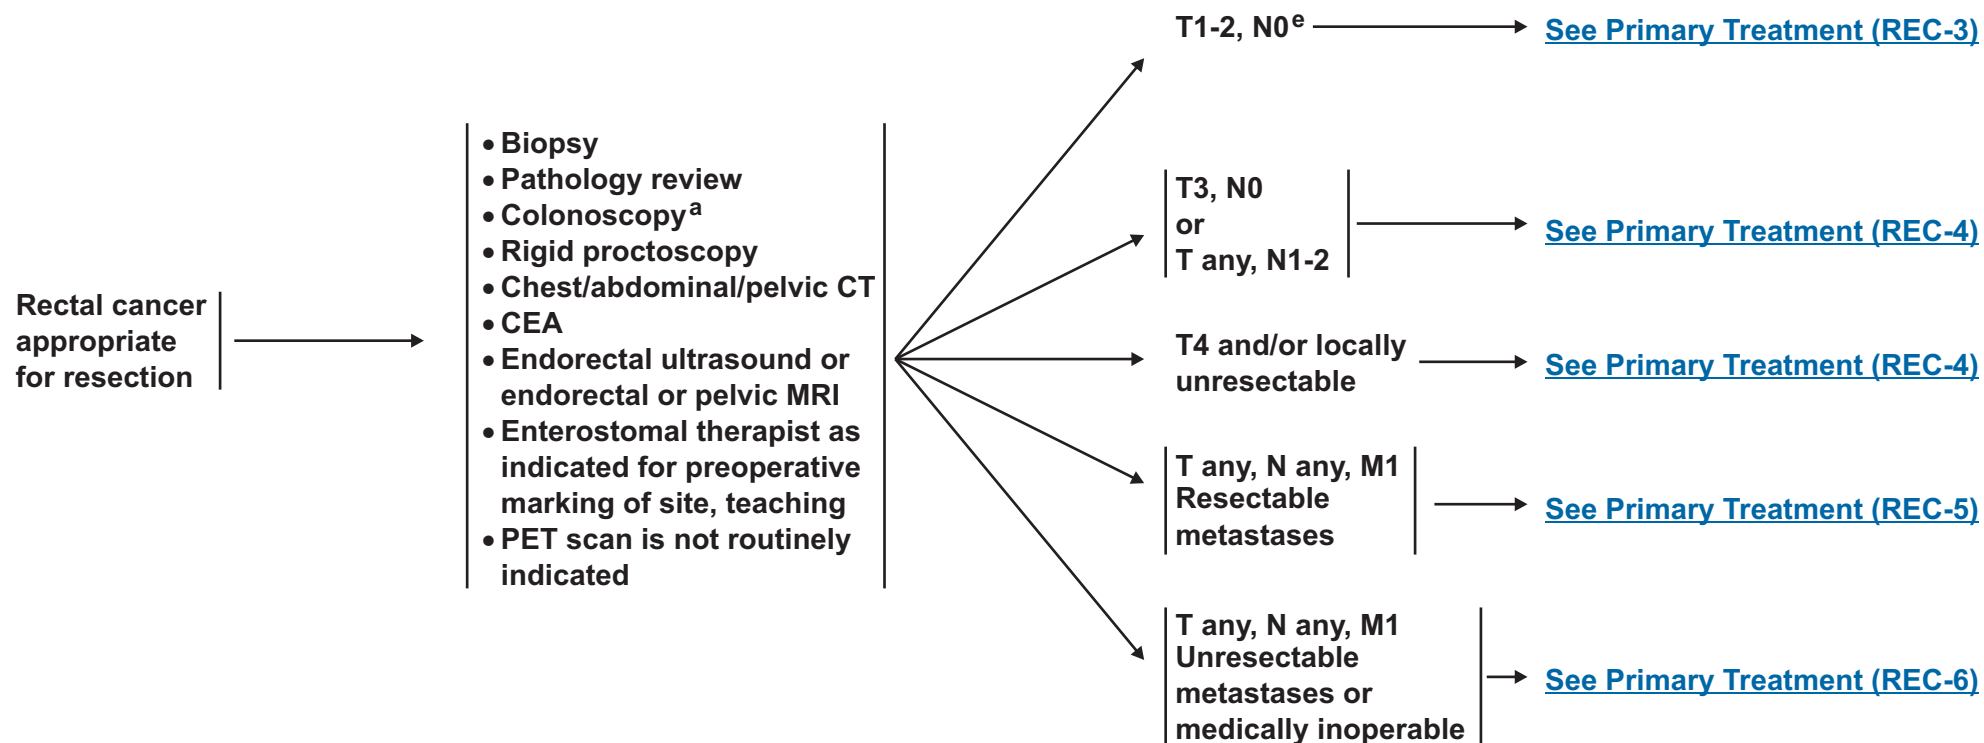 Rectal cancer
appropriate
for resection
• Biopsy
• Pathology review
• Colonoscopy a
• Rigid proctoscopy
• Chest/abdominal/pelvic CT
• CEA
• Endorectal ultrasound or
endorectal or pelvic MRI
• Enterostomal therapist as
indicated for preoperative
marking of site, teaching
• PET scan is not routinely
indicated
T1-2, N0 e
See Primary Treatment (REC-3)
T3, N0
or
T any, N1-2
See Primary Treatment (REC-4)
T4 and/or locally
unresectable
See Primary Treatment (REC-4)
T any, N any, M1
Resectable
metastases
See Primary Treatment (REC-5)
T any, N any, M1
Unresectable
metastases or
medically inoperable
See Primary Treatment (REC-6)